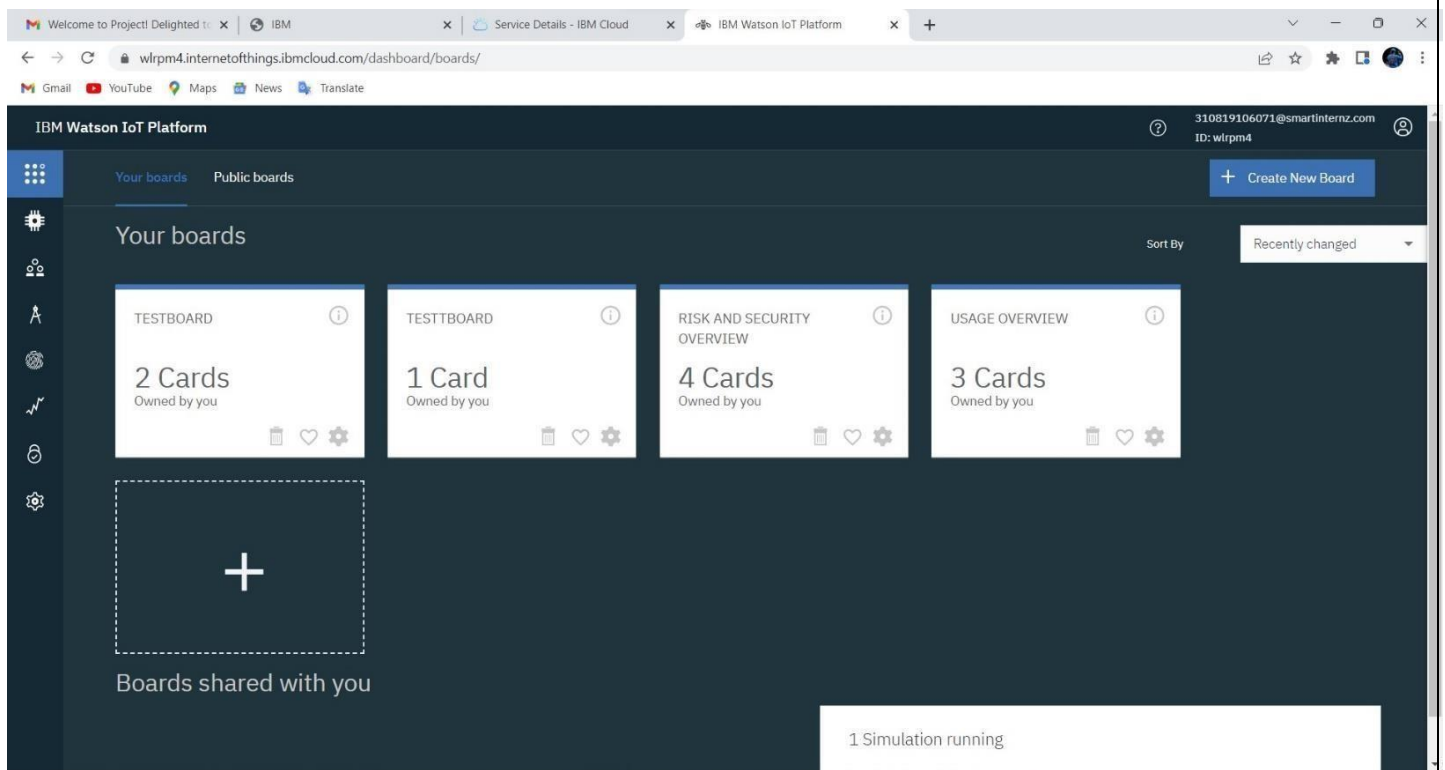 Welcome to Project! Delighted to
IBM
Service Details - IBM Cloud
IBM Watson IoT Platform
wlrpm4.internetofthings.ibmcloud.com/dashboard/boards/
Gmail YouTube Maps News Translate
IBM Watson IoT Platform
310819106071@smartinternz.com
ID: wlrpm4
Your boards Public boards
+ Create New Board
Your boards
Sort By
Recently changed
TESTBOARD
2 Cards
Owned by you
TESTTBOARD
1 Card
Owned by you
RISK AND SECURITY
OVERVIEW
4 Cards
Owned by you
USAGE OVERVIEW
3 Cards
Owned by you
Boards shared with you
1 Simulation running